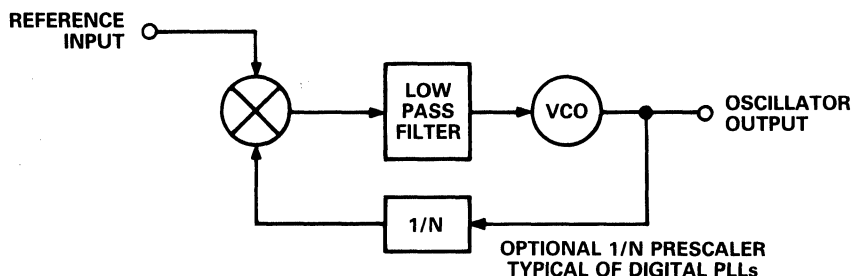 REFERENCE
INPUT
LOW
PASS
FILTER
VCO
OSCILLATOR
OUTPUT
1/N
OPTIONAL 1/N PRESCALER
TYPICAL OF DIGITAL PLLs